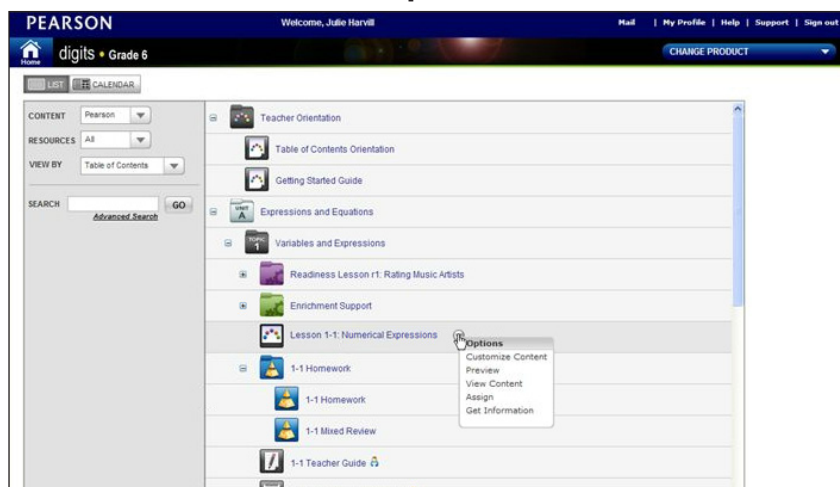 PEARSON Welcome, Julie Harvill Mail | My Profile | Help | Support | Sign out
Home digits • Grade 6 CHANGE PRODUCT
LIST CALENDAR
CONTENT Pearson
RESOURCES All
VIEW BY Table of Contents
SEARCH GO
Advanced Search
Teacher Orientation
Table of Contents Orientation
Getting Started Guide
UNIT A Expressions and Equations
TOPIC 1 Variables and Expressions
Readiness Lesson r1: Rating Music Artists
Enrichment Support
Lesson 1-1: Numerical Expressions
Options
Customize Content
Preview
View Content
Assign
Get Information
1-1 Homework
1-1 Homework
1-1 Mixed Review
1-1 Teacher Guide